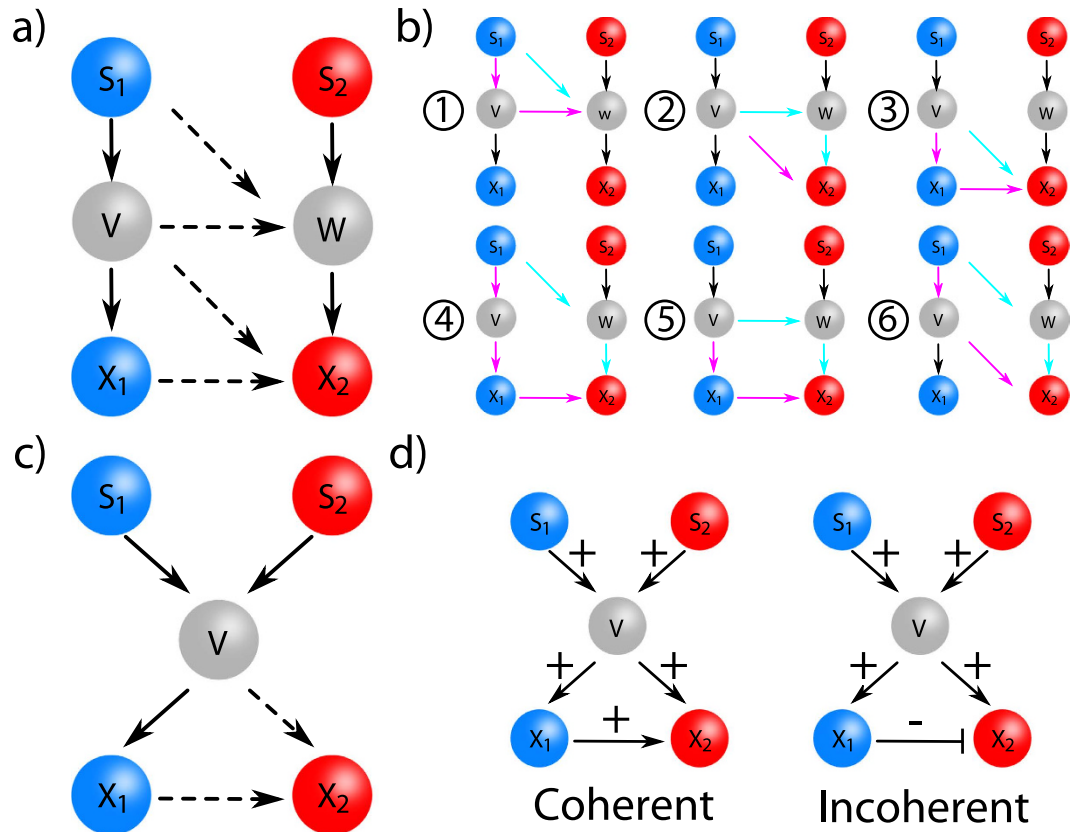 a)
S1 S2
V W
X1 X2
b)
S1 S2 S1 S2 S1 S2
① V w ② V W ③ V W
X1 X2 X1 X2 X1 X2
S1 S2 S1 S2 S1 S2
④ V W ⑤ V W ⑥ V W
X1 X2 X1 X2 X1 X2
c)
S1 S2
V
X1 X2
d)
S1 S2 S1 S2
+ + + +
V V
+ + + +
X1 + X2 X1 - X2
Coherent Incoherent